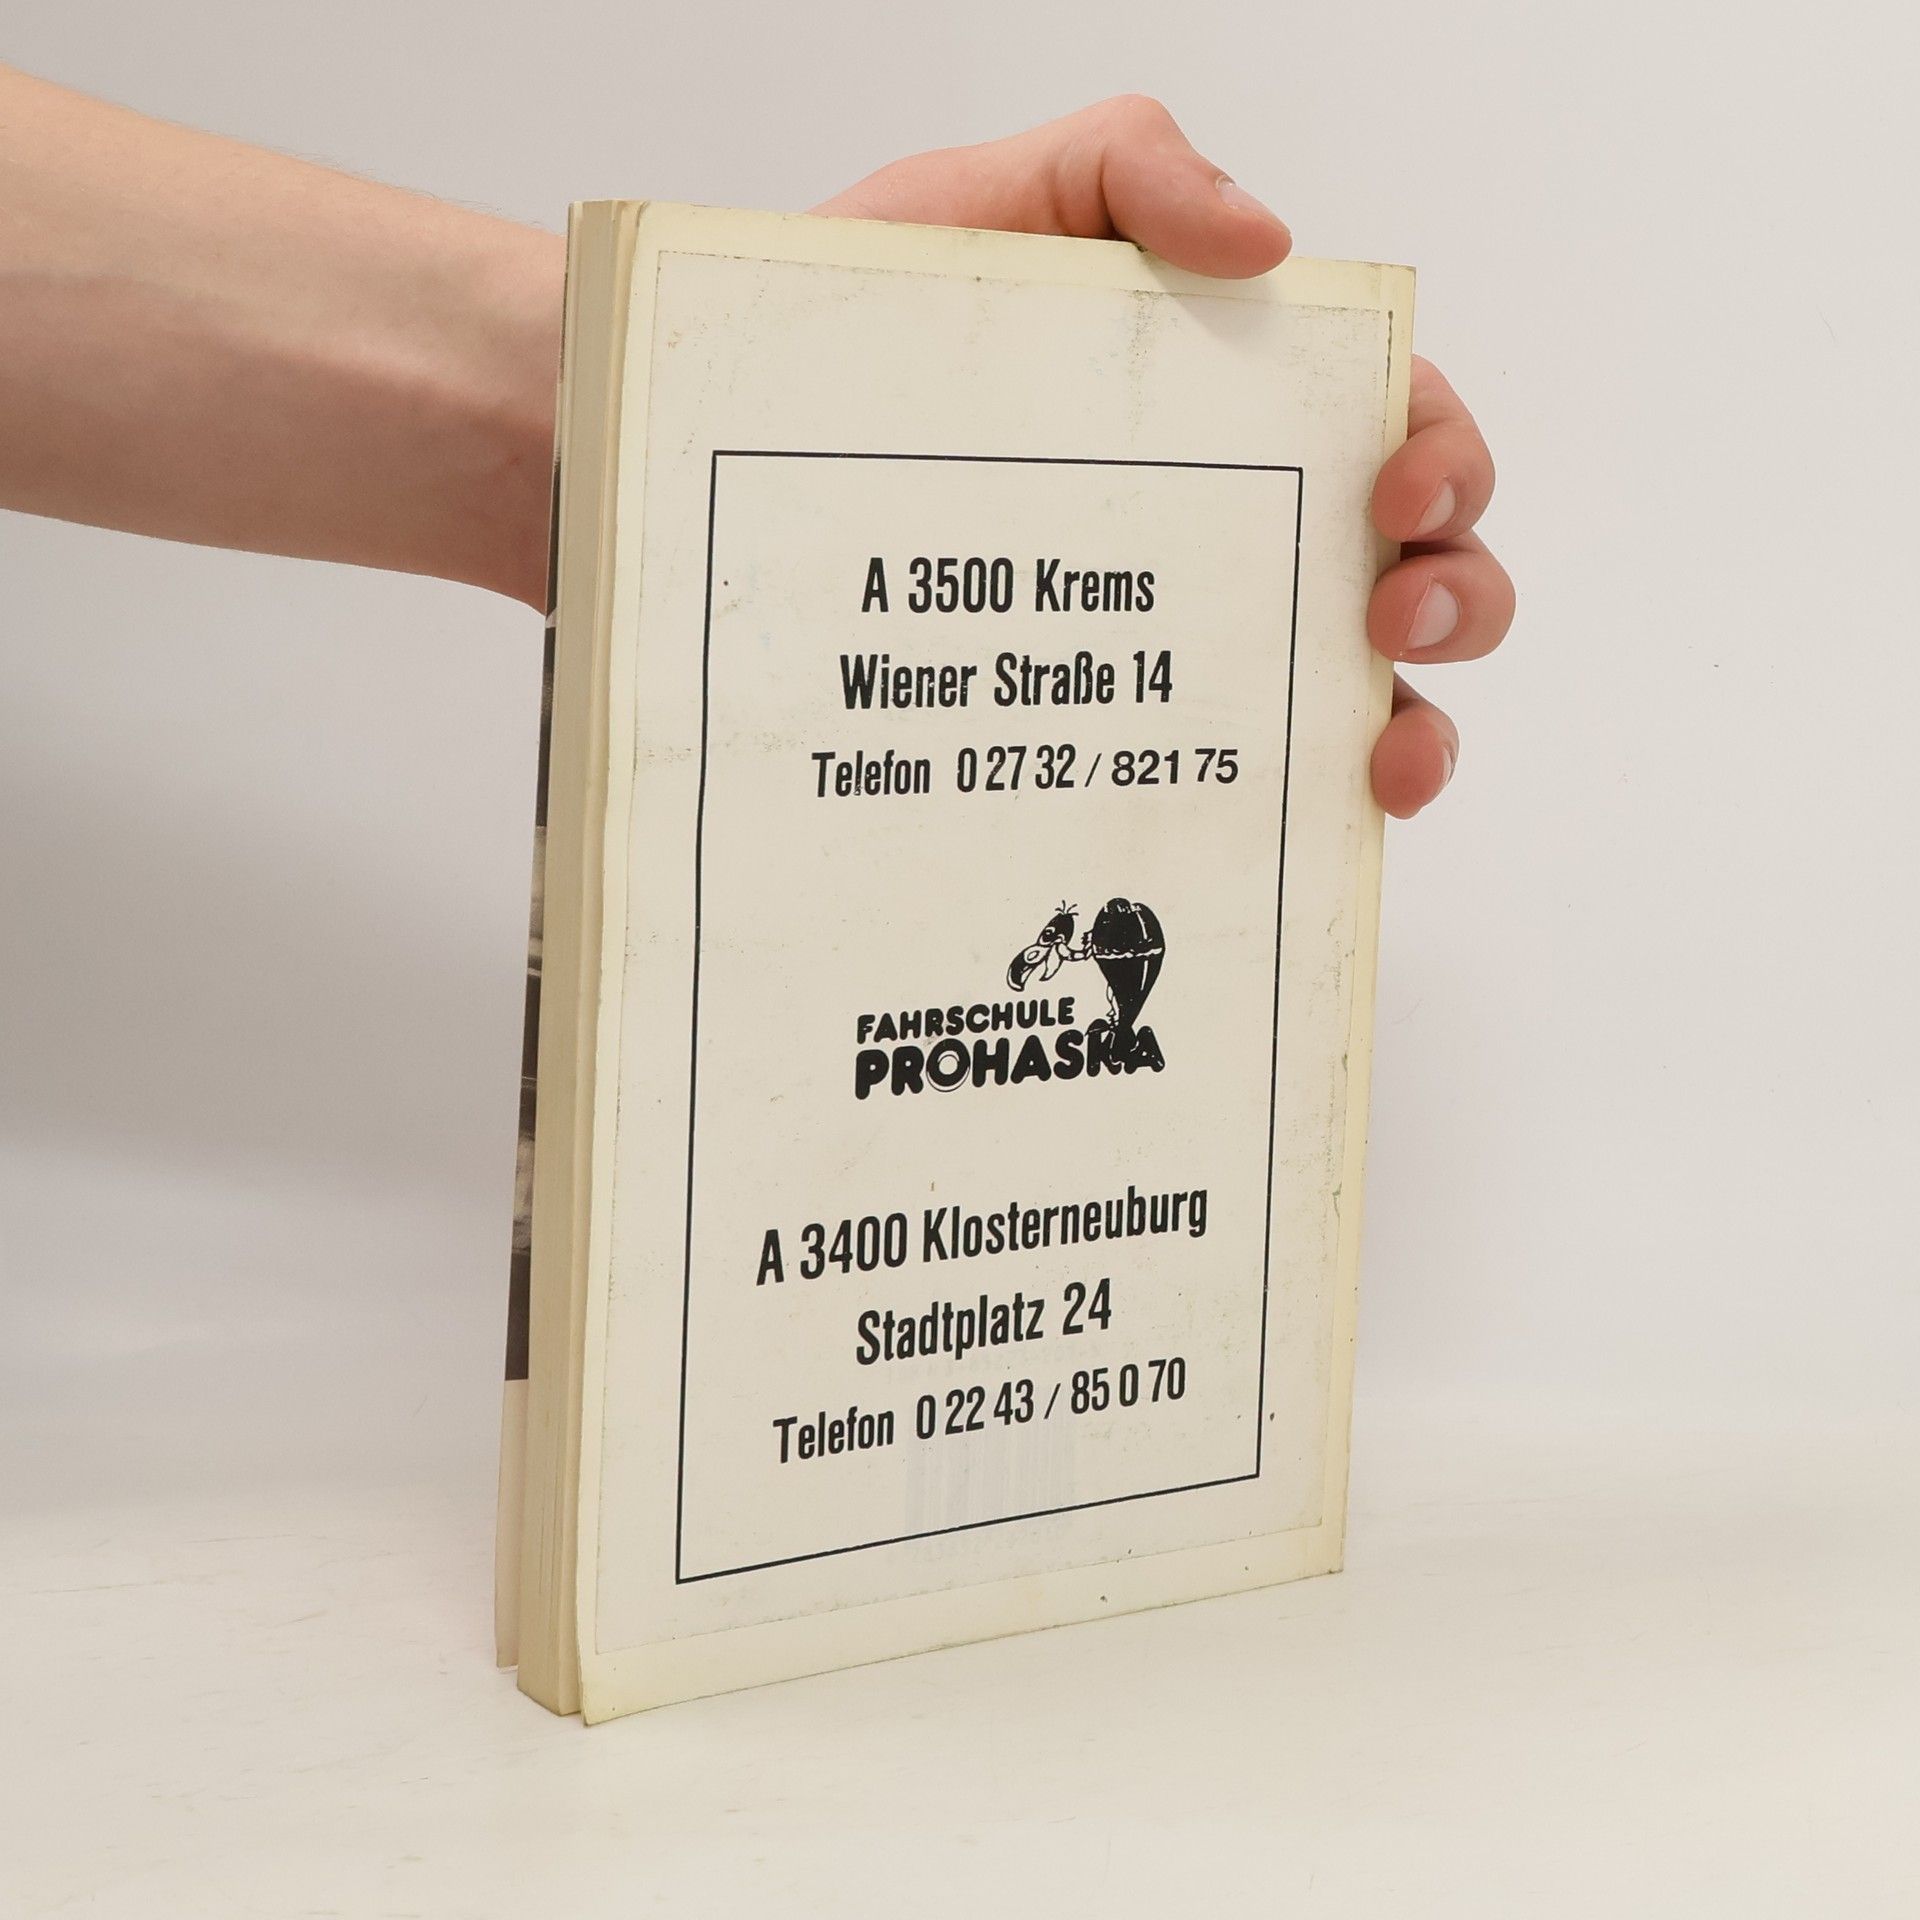 A 3500 Krems
Wiener Straße 14
Telefon 0 27 32 / 821 75
FAHRSCHULE
PROHASKA
A 3400 Klosterneuburg
Stadtplatz 24
Telefon 0 22 43 / 85 0 70